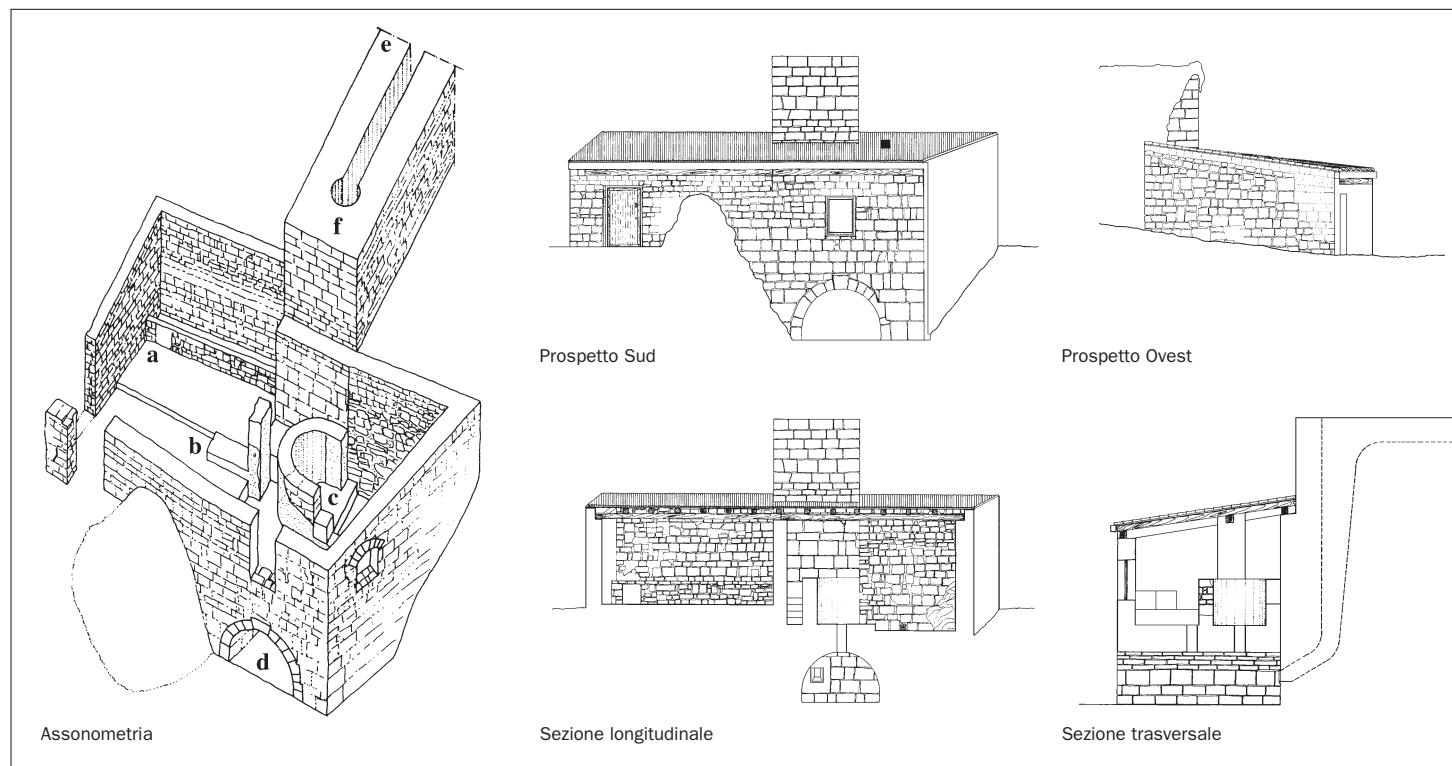 e
f
a
b
c
d
Assonometria
Prospetto Sud
Prospetto Ovest
Sezione longitudinale
Sezione trasversale